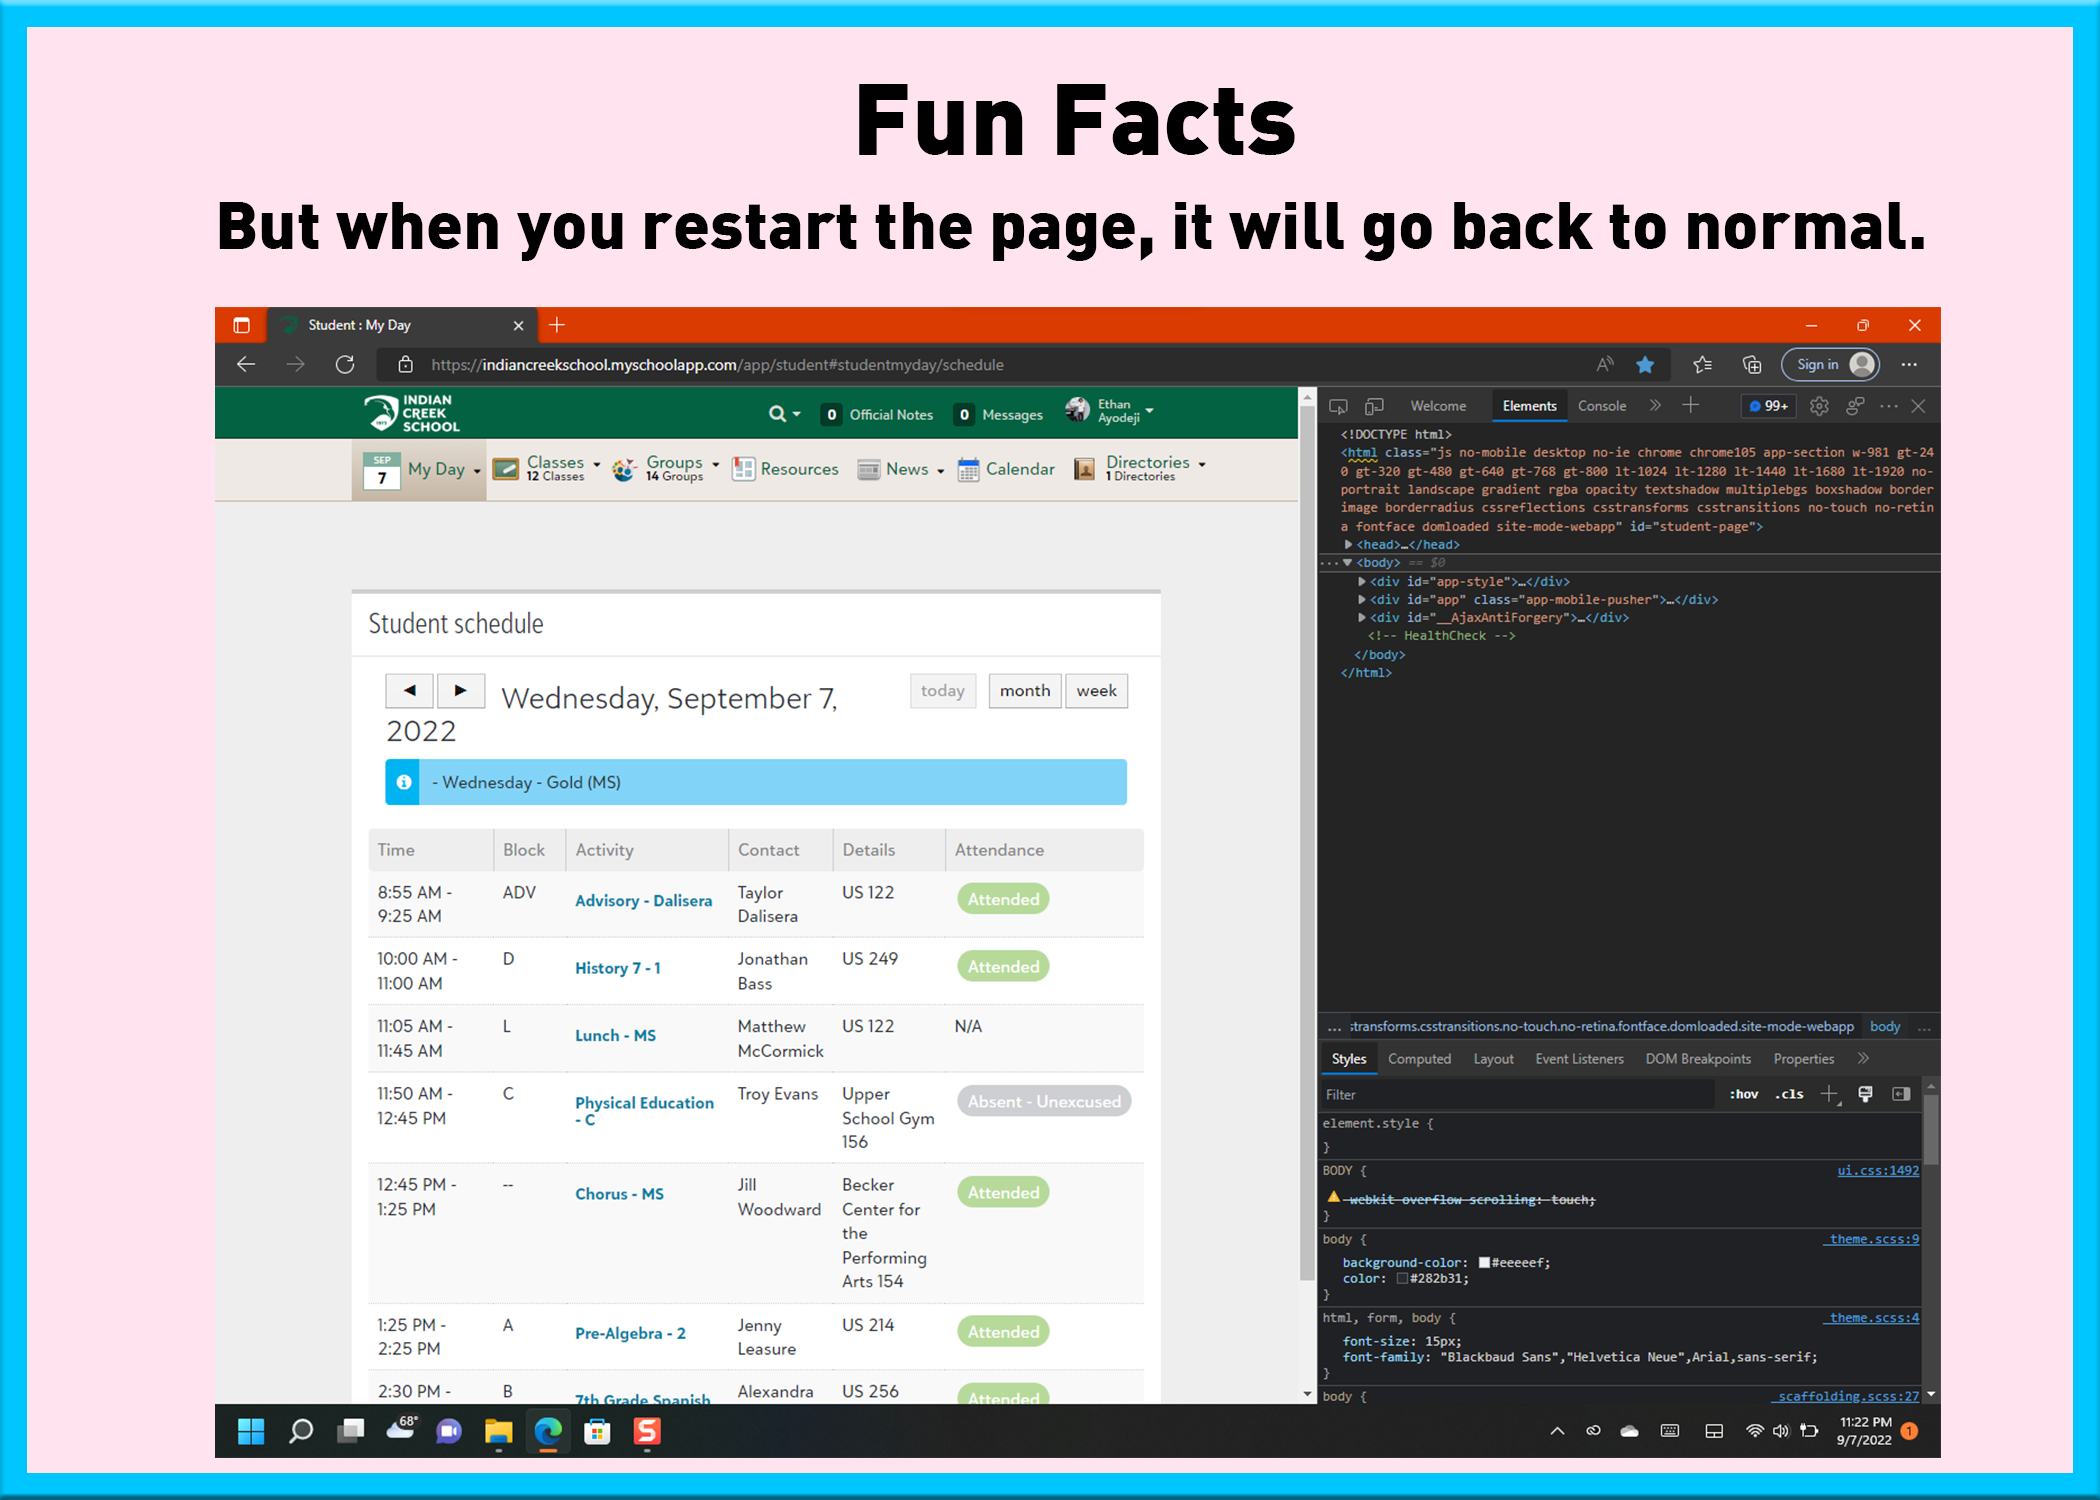 Fun Facts
But when you restart the page, it will go back to normal.
Student : My Day
https://indiancreekschool.myschoolapp.com/app/student#studentmyday/schedule
Sign in
INDIAN
CREEK
SCHOOL
0 Official Notes
0 Messages
Ethan
Ayodeji
SEP
7
My Day
Classes
12 Classes
Groups
14 Groups
Resources
News
Calendar
Directories
1 Directories
Student schedule
Wednesday, September 7,
2022
today month week
- Wednesday - Gold (MS)
Time Block Activity Contact Details Attendance
8:55 AM -
9:25 AM
ADV
Advisory - Dalisera
Taylor
Dalisera
US 122
Attended
10:00 AM -
11:00 AM
D
History 7 - 1
Jonathan
Bass
US 249
Attended
11:05 AM -
11:45 AM
L
Lunch - MS
Matthew
McCormick
US 122
N/A
11:50 AM -
12:45 PM
C
Physical Education
- C
Troy Evans
Upper
School Gym
156
Absent - Unexcused
12:45 PM -
1:25 PM
--
Chorus - MS
Jill
Woodward
Becker
Center for
the
Performing
Arts 154
Attended
1:25 PM -
2:25 PM
A
Pre-Algebra - 2
Jenny
Leasure
US 214
Attended
2:30 PM -
B
7th Grade Spanish
Alexandra
US 256
Attended
Welcome Elements Console 99+
<!DOCTYPE html>
<html class="js no-mobile desktop no-ie chrome chrome105 app-section w-981 gt-24
0 gt-320 gt-480 gt-640 gt-768 gt-800 lt-1024 lt-1280 lt-1440 lt-1680 lt-1920 no-
portrait landscape gradient rgba opacity textshadow multiplebgs boxshadow border
image borderradius cssreflections csstransforms csstransitions no-touch no-retin
a fontface domloaded site-mode-webapp" id="student-page">
<head>…</head>
<body> == $0
<div id="app-style">…</div>
<div id="app" class="app-mobile-pusher">…</div>
<div id="__AjaxAntiForgery">…</div>
<!-- HealthCheck -->
</body>
</html>
... stransforms.csstransitions.no-touch.no-retina.fontface.domloaded.site-mode-webapp body ...
Styles Computed Layout Event Listeners DOM Breakpoints Properties
Filter :hov .cls
element.style {
}
BODY { ui.css:1492
-webkit-overflow-scrolling: touch;
}
body { _theme.scss:9
background-color: #eeeeef;
color: #282b31;
}
html, form, body { _theme.scss:4
font-size: 15px;
font-family: "Blackbaud Sans","Helvetica Neue",Arial,sans-serif;
}
body { _scaffolding.scss:27
68°
11:22 PM
9/7/2022
1